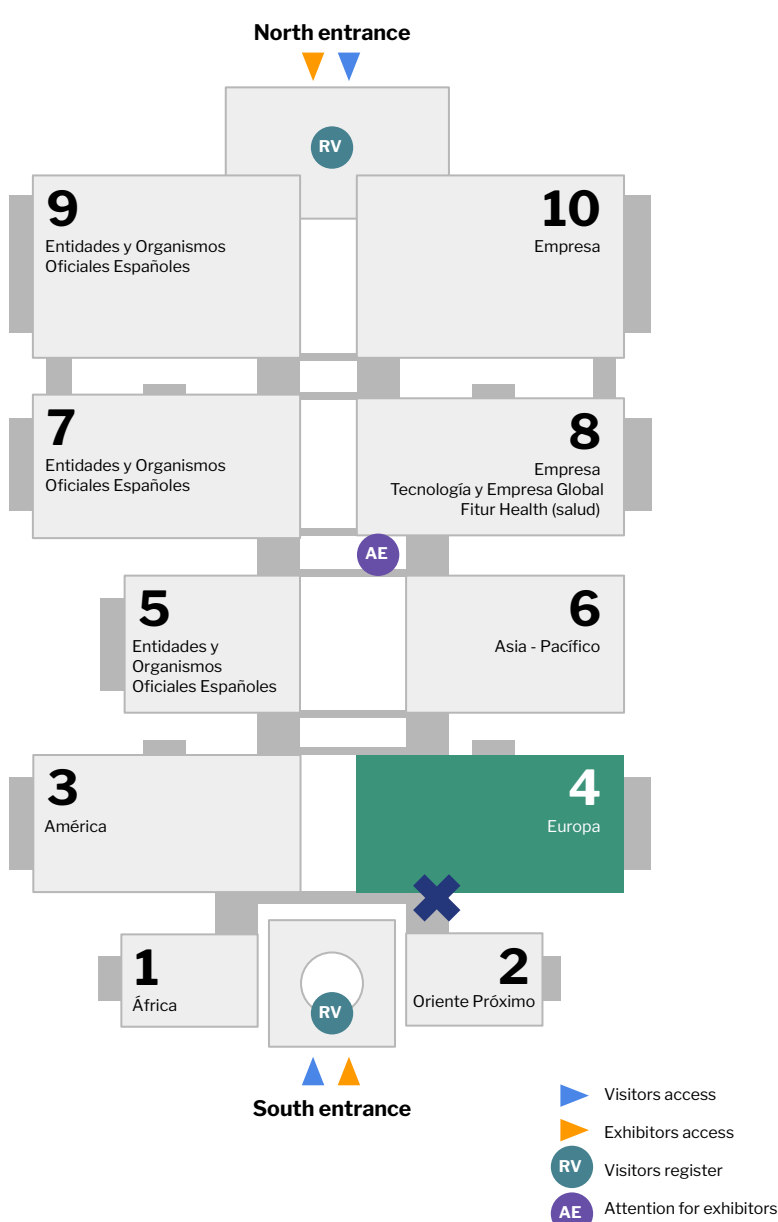 North entrance
RV
9
Entidades y Organismos
Oficiales Españoles
10
Empresa
7
Entidades y Organismos
Oficiales Españoles
8
Empresa
Tecnología y Empresa Global
Fitur Health (salud)
AE
5
Entidades y
Organismos
Oficiales Españoles
6
Asia - Pacífico
3
América
4
Europa
1
África
2
Oriente Próximo
RV
South entrance
Visitors access
Exhibitors access
RV Visitors register
AE Attention for exhibitors